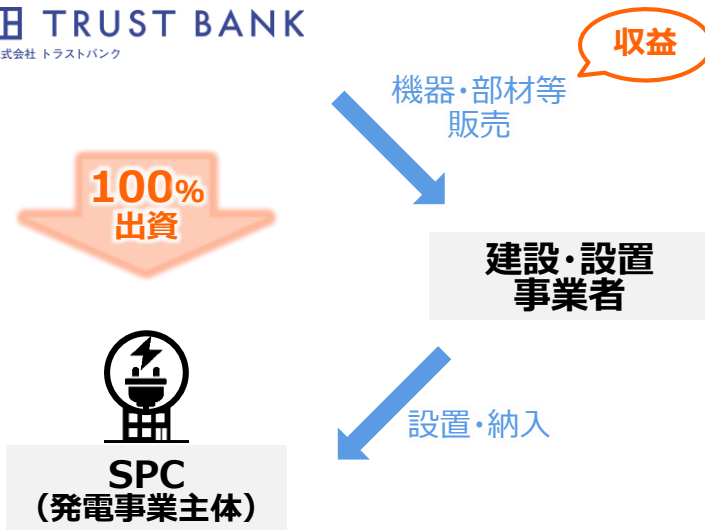 TRUST BANK
式会社 トラストバンク
収益
機器・部材等
販売
100%
出資
建設・設置
事業者
設置・納入
SPC
（発電事業主体）